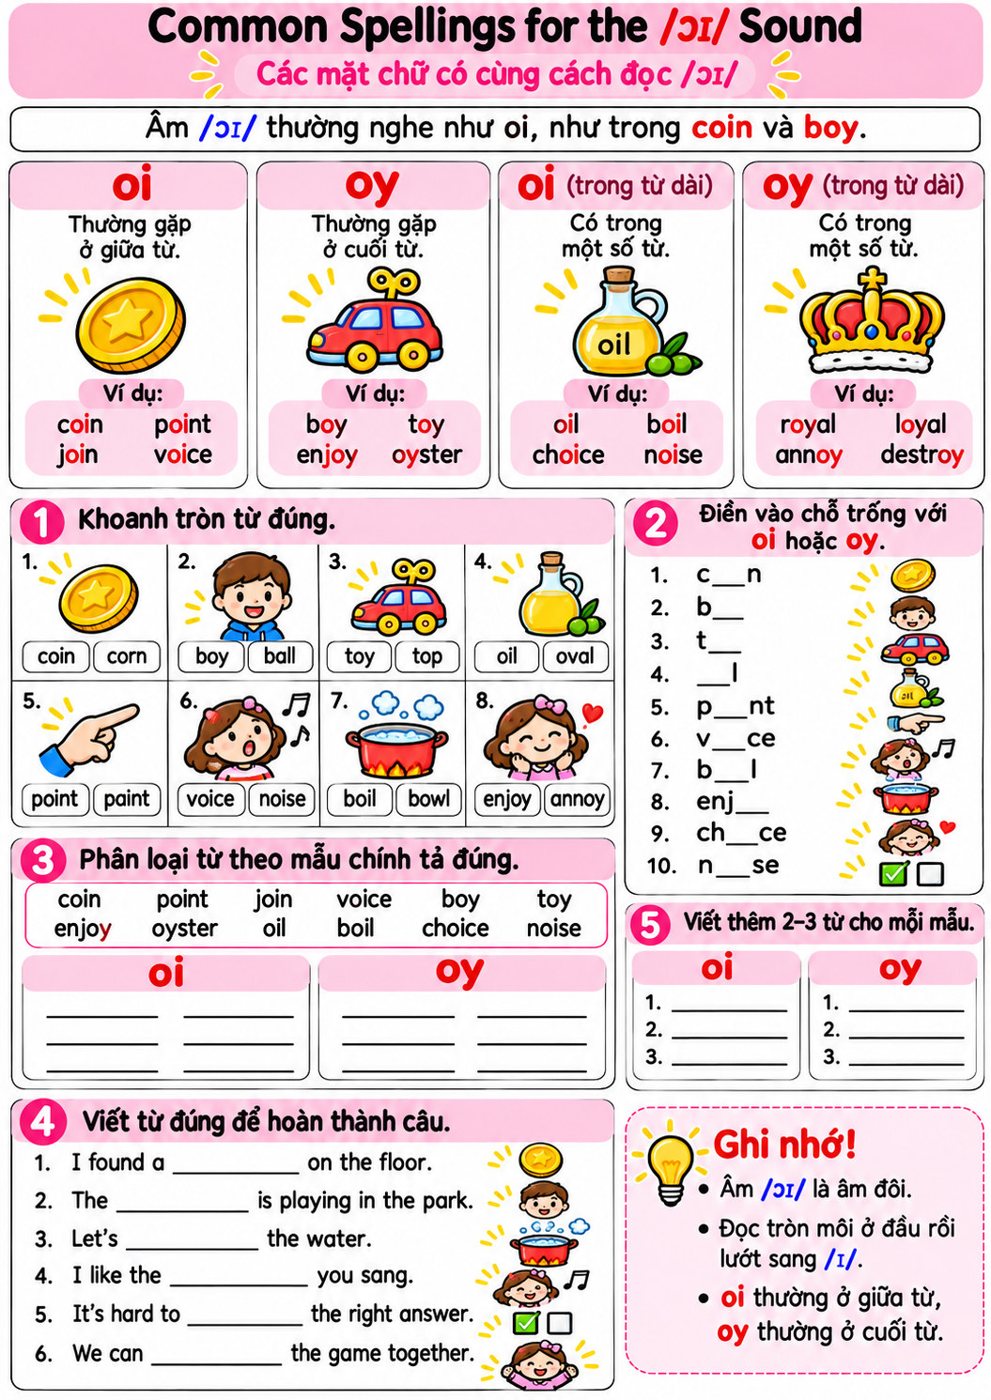 Common Spellings for the /ɔɪ/ Sound
Các mặt chữ có cùng cách đọc /ɔɪ/
Âm /ɔɪ/ thường nghe như oi, như trong coin và boy.
oi
Thường gặp
ở giữa từ.
Ví dụ:
coin point
join voice
oy
Thường gặp
ở cuối từ.
Ví dụ:
boy toy
enjoy oyster
oi (trong từ dài)
Có trong
một số từ.
oil
Ví dụ:
oil boil
choice noise
oy (trong từ dài)
Có trong
một số từ.
Ví dụ:
royal loyal
annoy destroy
1 Khoanh tròn từ đúng.
1.
coin corn
2.
boy ball
3.
toy top
4.
oil oval
5.
point paint
6.
voice noise
7.
boil bowl
8.
enjoy annoy
2 Điền vào chỗ trống với
oi hoặc oy.
1. c__n
2. b__
3. t__
4. __l
oil
5. p__nt
6. v__ce
7. b__l
8. enj__
9. ch__ce
10. n__se
3 Phân loại từ theo mẫu chính tả đúng.
coin point join voice boy toy
enjoy oyster oil boil choice noise
oi oy
5 Viết thêm 2–3 từ cho mỗi mẫu.
oi oy
1. ________ 1. ________
2. ________ 2. ________
3. ________ 3. ________
4 Viết từ đúng để hoàn thành câu.
1. I found a __________ on the floor.
2. The __________ is playing in the park.
3. Let's __________ the water.
4. I like the __________ you sang.
5. It's hard to __________ the right answer.
6. We can __________ the game together.
Ghi nhớ!
• Âm /ɔɪ/ là âm đôi.
• Đọc tròn môi ở đầu rồi
lướt sang /ɪ/.
• oi thường ở giữa từ,
oy thường ở cuối từ.